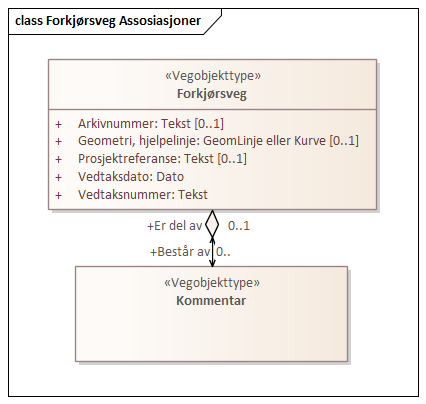 class Forkjørsveg Assosiasjoner
«Vegobjekttype»
Forkjørsveg
+ Arkivnummer: Tekst [0..1]
+ Geometri, hjelpelinje: GeomLinje eller Kurve [0..1]
+ Prosjektreferanse: Tekst [0..1]
+ Vedtaksdato: Dato
+ Vedtaksnummer: Tekst
+Er del av 0..1
+Består av 0..
«Vegobjekttype»
Kommentar